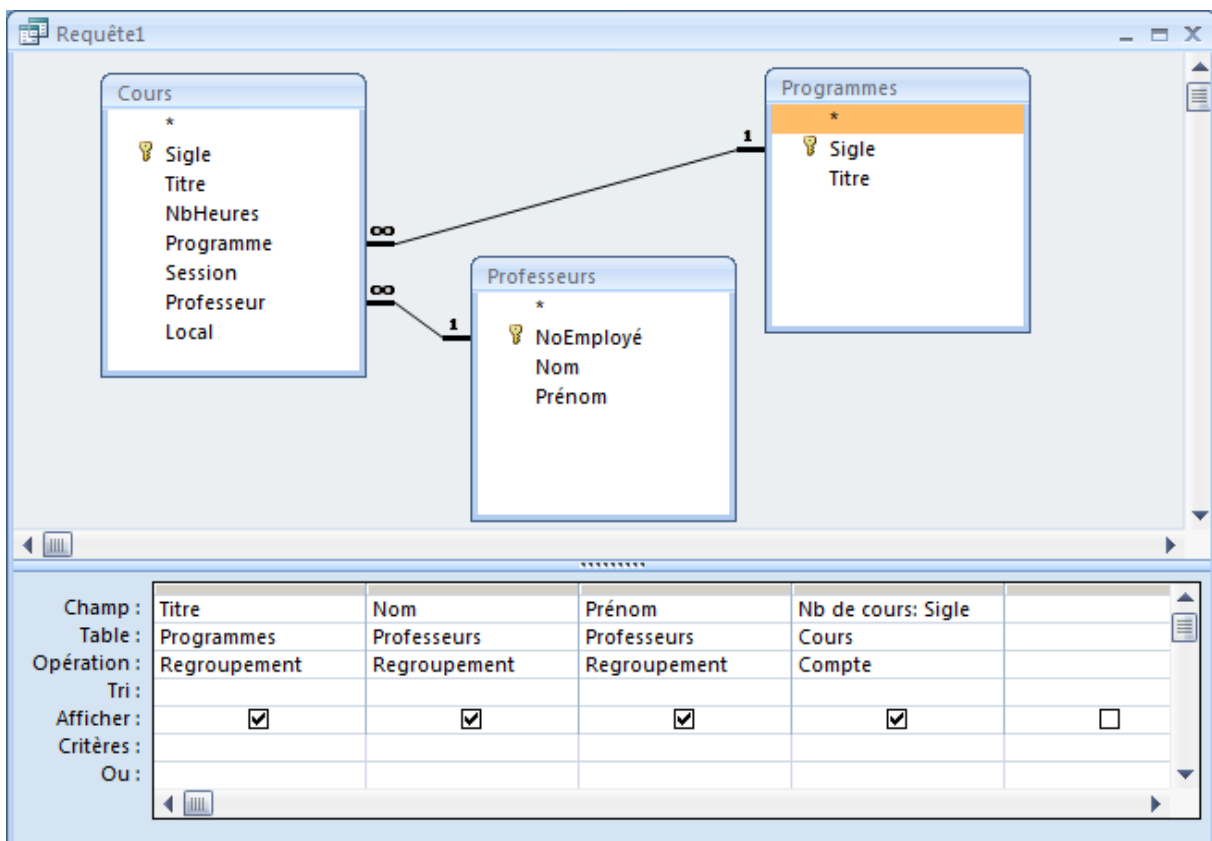 Requête1
Cours
*
Sigle
Titre
NbHeures
Programme
Session
Professeur
Local
∞
∞
1
1
Programmes
*
Sigle
Titre
Professeurs
*
NoEmployé
Nom
Prénom
Champ : Titre Nom Prénom Nb de cours: Sigle
Table : Programmes Professeurs Professeurs Cours
Opération : Regroupement Regroupement Regroupement Compte
Tri :
Afficher :
Critères :
Ou :